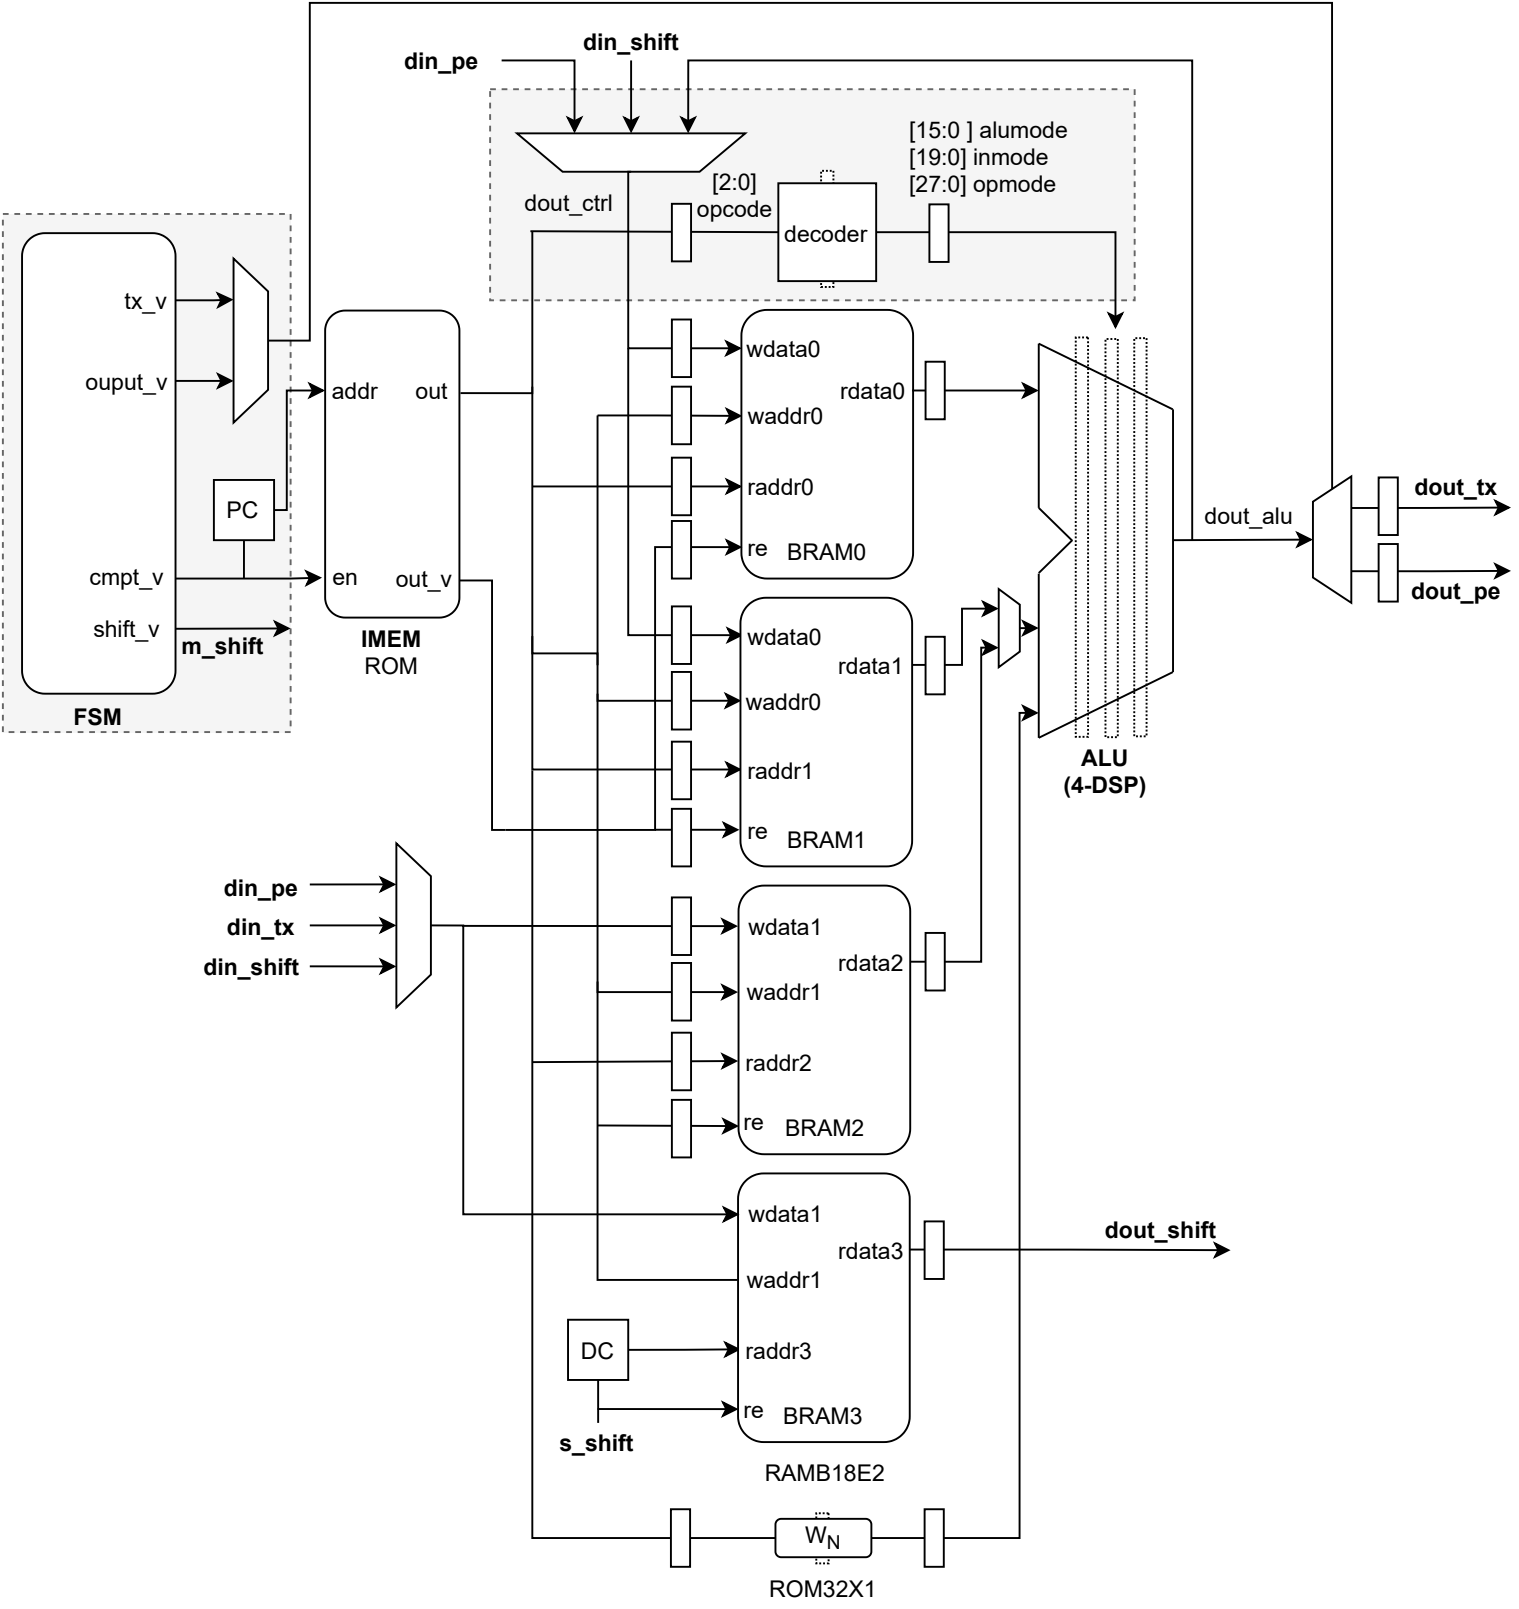 din_shift
din_pe
[15:0 ] alumode
[19:0] inmode
[27:0] opmode
[2:0]
opcode
dout_ctrl
decoder
tx_v
ouput_v
PC
cmpt_v
shift_v
m_shift
FSM
addr
out
en
out_v
IMEM
ROM
wdata0
waddr0
raddr0
re
BRAM0
rdata0
wdata0
waddr0
raddr1
re
BRAM1
rdata1
ALU
(4-DSP)
dout_alu
dout_tx
dout_pe
din_pe
din_tx
din_shift
wdata1
waddr1
raddr2
re
BRAM2
rdata2
wdata1
waddr1
raddr3
re
BRAM3
rdata3
dout_shift
DC
s_shift
RAMB18E2
WN
ROM32X1